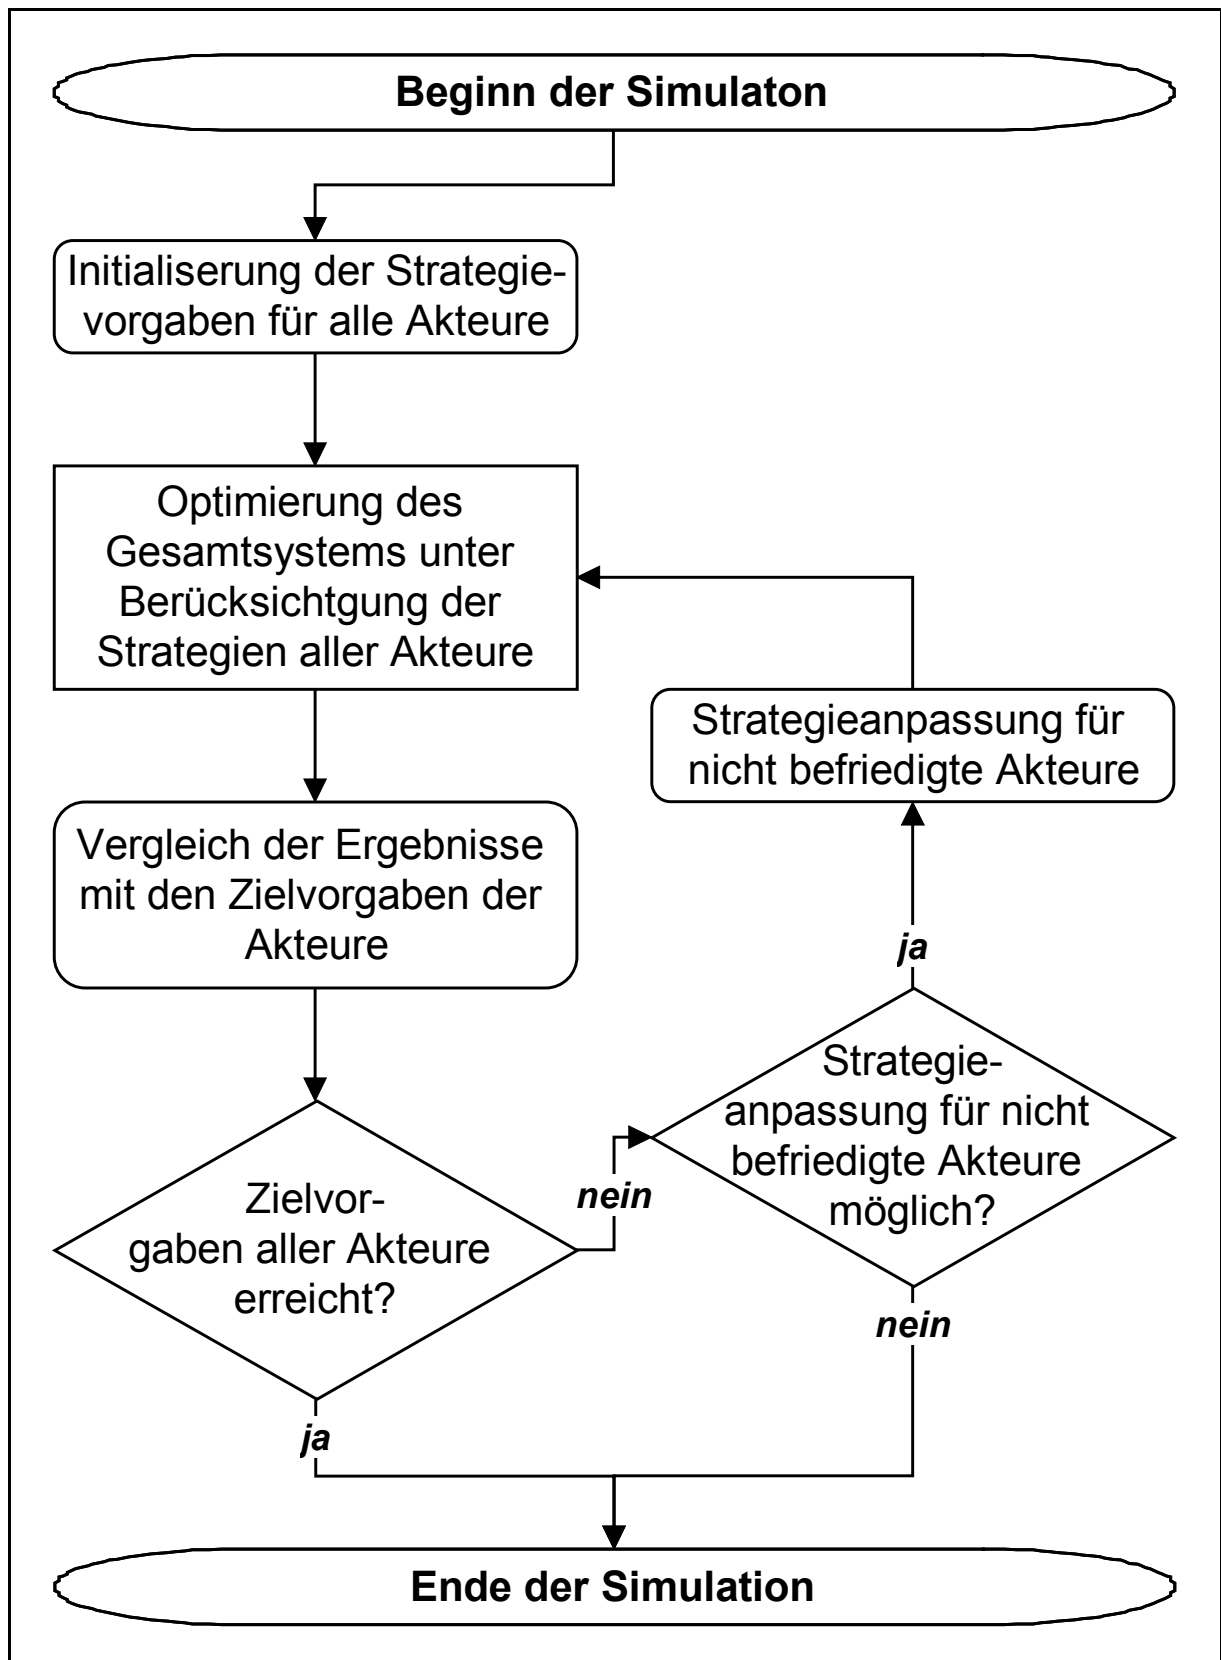 Beginn der Simulaton
Initialiserung der Strategie-
vorgaben für alle Akteure
Optimierung des
Gesamtsystems unter
Berücksichtgung der
Strategien aller Akteure
Strategieanpassung für
nicht befriedigte Akteure
Vergleich der Ergebnisse
mit den Zielvorgaben der
Akteure
ja
Strategie-
anpassung für nicht
befriedigte Akteure
möglich?
nein
Zielvor-
gaben aller Akteure
erreicht?
nein
ja
Ende der Simulation